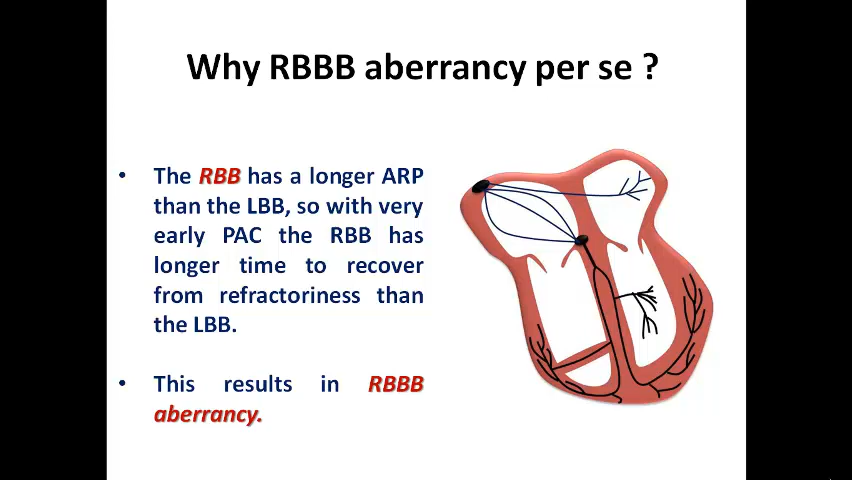 Why RBBB aberrancy per se ?
• The RBB has a longer ARP
than the LBB, so with very
early PAC the RBB has
longer time to recover
from refractoriness than
the LBB.
• This results in RBBB
aberrancy.